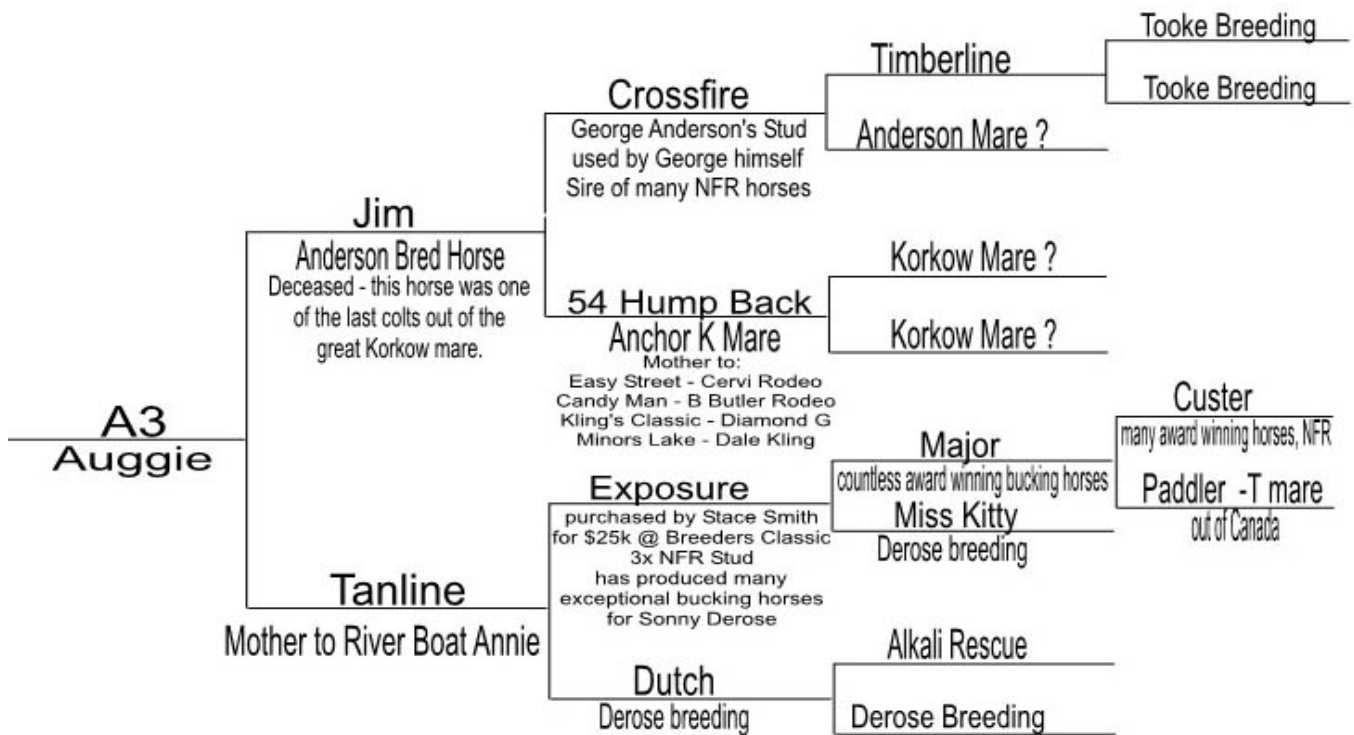 Tooke Breeding
Timberline
Tooke Breeding
Crossfire
George Anderson's Stud
used by George himself
Sire of many NFR horses
Anderson Mare ?
Jim
Anderson Bred Horse
Deceased - this horse was one
of the last colts out of the
great Korkow mare.
Korkow Mare ?
54 Hump Back
Anchor K Mare
Mother to:
Easy Street - Cervi Rodeo
Candy Man - B Butler Rodeo
Kling's Classic - Diamond G
Minors Lake - Dale Kling
Korkow Mare ?
A3
Auggie
Custer
many award winning horses, NFR
Major
countless award winning bucking horses
Paddler -T mare
out of Canada
Exposure
purchased by Stace Smith
for $25k @ Breeders Classic
3x NFR Stud
has produced many
exceptional bucking horses
for Sonny Derose
Miss Kitty
Derose breeding
Tanline
Mother to River Boat Annie
Alkali Rescue
Dutch
Derose breeding
Derose Breeding